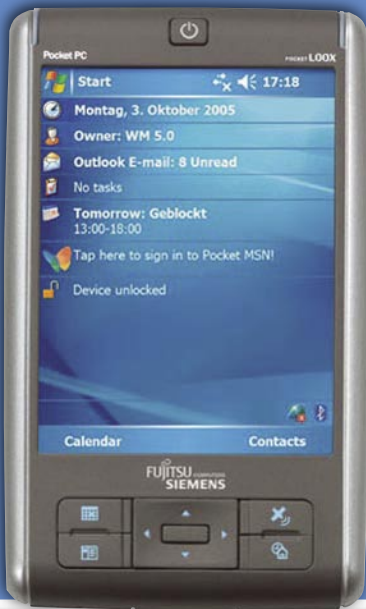 Pocket PC
POCKET LOOX
Start 17:18
Montag, 3. Oktober 2005
Owner: WM 5.0
Outlook E-mail: 8 Unread
No tasks
Tomorrow: Geblockt
13:00-18:00
Tap here to sign in to Pocket MSN!
Device unlocked
Calendar Contacts
FUJITSU COMPUTERS
SIEMENS